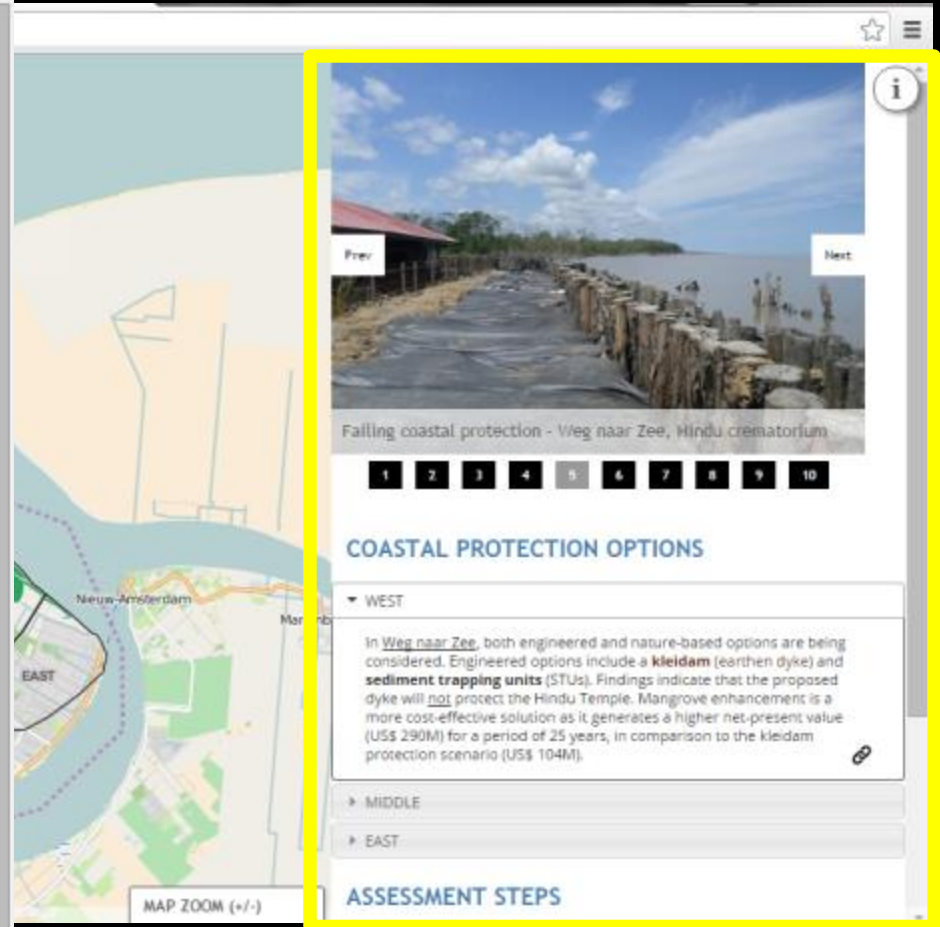 i
Prev
Next
Failing coastal protection - Weg naar Zee, Hindu crematorium
1 2 3 4 5 6 7 8 9 10
COASTAL PROTECTION OPTIONS
WEST
In Weg naar Zee, both engineered and nature-based options are being
considered. Engineered options include a kleidam (earthen dyke) and
sediment trapping units (STUs). Findings indicate that the proposed
dyke will not protect the Hindu Temple. Mangrove enhancement is a
more cost-effective solution as it generates a higher net-present value
(US$ 290M) for a period of 25 years, in comparison to the kleidam
protection scenario (US$ 104M).
MIDDLE
EAST
ASSESSMENT STEPS
Nieuw-Amsterdam
EAST
MAP ZOOM (+/-)